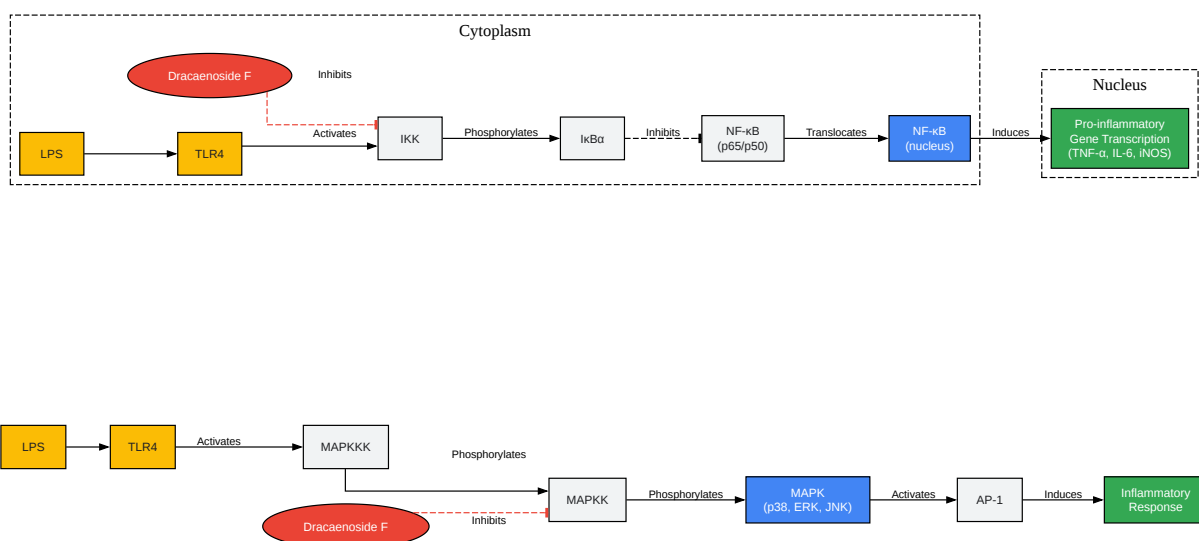 Cytoplasm
Dracaenoside F
Inhibits
Nucleus
LPS
TLR4
Activates
IKK
Phosphorylates
IκBα
Inhibits
NF-κB
(p65/p50)
Translocates
NF-κB
(nucleus)
Induces
Pro-inflammatory
Gene Transcription
(TNF-α, IL-6, iNOS)
LPS
TLR4
Activates
MAPKKK
Phosphorylates
Dracaenoside F
Inhibits
MAPKK
Phosphorylates
MAPK
(p38, ERK, JNK)
Activates
AP-1
Induces
Inflammatory
Response